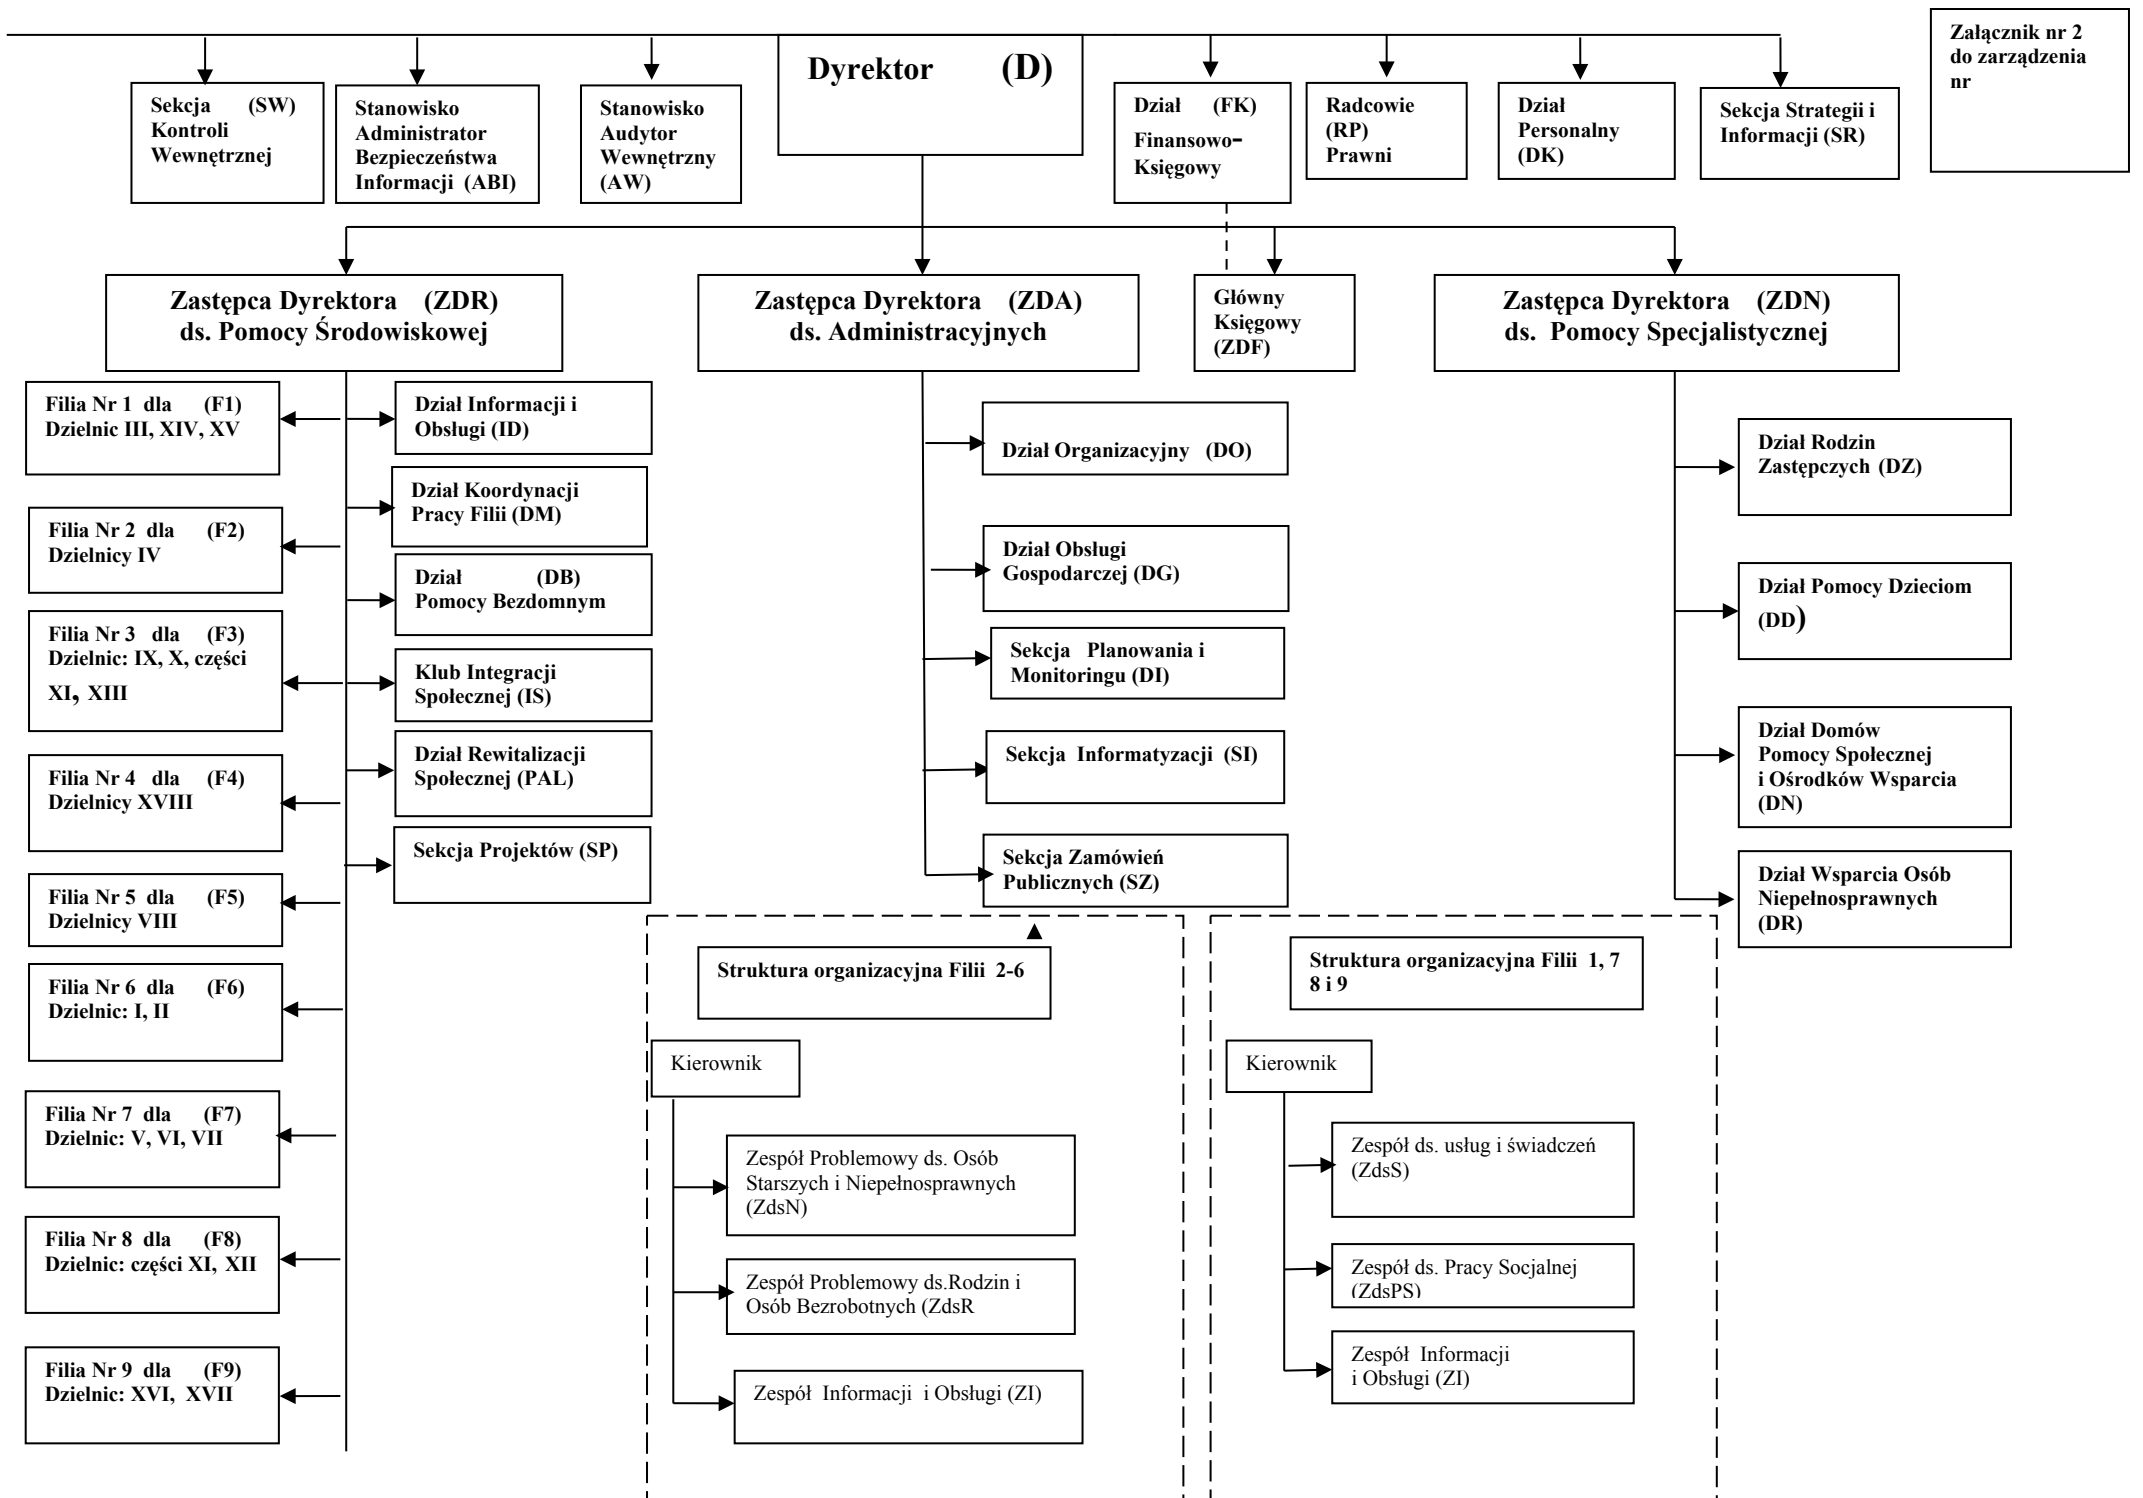 Załącznik nr 2
do zarządzenia
nr
Dyrektor (D)
Sekcja (SW)
Kontroli
Wewnętrznej
Stanowisko
Administrator
Bezpieczeństwa
Informacji (ABI)
Stanowisko
Audytor
Wewnętrzny
(AW)
Dział (FK)
Finansowo-
Księgowy
Radcowie
(RP)
Prawni
Dział
Personalny
(DK)
Sekcja Strategii i
Informacji (SR)
Zastępca Dyrektora (ZDR)
ds. Pomocy Środowiskowej
Zastępca Dyrektora (ZDA)
ds. Administracyjnych
Główny
Księgowy
(ZDF)
Zastępca Dyrektora (ZDN)
ds. Pomocy Specjalistycznej
Filia Nr 1 dla (F1)
Dzielnic III, XIV, XV
Filia Nr 2 dla (F2)
Dzielnicy IV
Filia Nr 3 dla (F3)
Dzielnic: IX, X, części
XI, XIII
Filia Nr 4 dla (F4)
Dzielnicy XVIII
Filia Nr 5 dla (F5)
Dzielnicy VIII
Filia Nr 6 dla (F6)
Dzielnic: I, II
Filia Nr 7 dla (F7)
Dzielnic: V, VI, VII
Filia Nr 8 dla (F8)
Dzielnic: części XI, XII
Filia Nr 9 dla (F9)
Dzielnic: XVI, XVII
Dział Informacji i
Obsługi (ID)
Dział Koordynacji
Pracy Filii (DM)
Dział (DB)
Pomocy Bezdomnym
Klub Integracji
Społecznej (IS)
Dział Rewitalizacji
Społecznej (PAL)
Sekcja Projektów (SP)
Dział Organizacyjny (DO)
Dział Obsługi
Gospodarczej (DG)
Sekcja Planowania i
Monitoringu (DI)
Sekcja Informatyzacji (SI)
Sekcja Zamówień
Publicznych (SZ)
Dział Rodzin
Zastępczych (DZ)
Dział Pomocy Dzieciom
(DD)
Dział Domów
Pomocy Społecznej
i Ośrodków Wsparcia
(DN)
Dział Wsparcia Osób
Niepełnosprawnych
(DR)
Struktura organizacyjna Filii 2-6
Kierownik
Zespół Problemowy ds. Osób
Starszych i Niepełnosprawnych
(ZdsN)
Zespół Problemowy ds.Rodzin i
Osób Bezrobotnych (ZdsR
Zespół Informacji i Obsługi (ZI)
Struktura organizacyjna Filii 1, 7
8 i 9
Kierownik
Zespół ds. usług i świadczeń
(ZdsS)
Zespół ds. Pracy Socjalnej
(ZdsPS)
Zespół Informacji
i Obsługi (ZI)